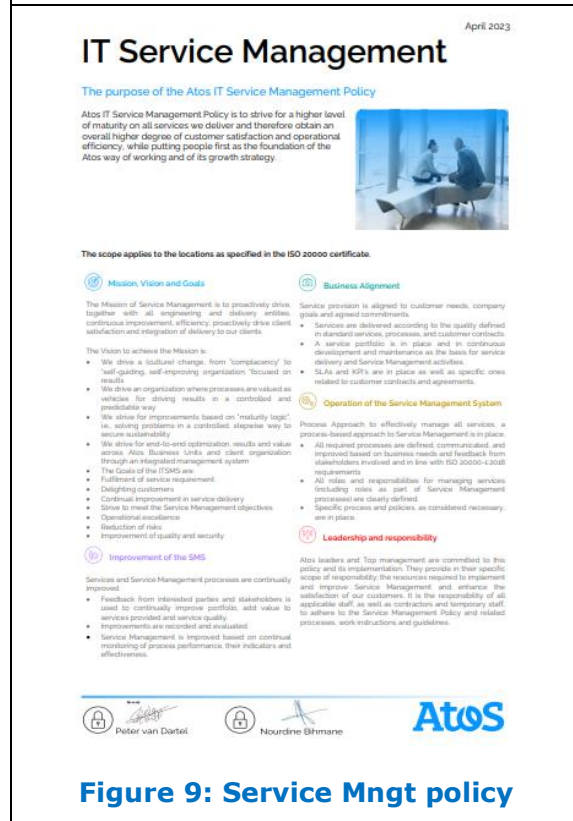 April 2023
IT Service Management
The purpose of the Atos IT Service Management Policy
Atos IT Service Management Policy is to strive for a higher level
of maturity on all services we deliver and therefore obtain an
overall higher degree of customer satisfaction and operational
efficiency, while putting people first as the foundation of the
Atos way of working and of its growth strategy.
The scope applies to the locations as specified in the ISO 20000 certificate.
Mission, Vision and Goals
The Mission of Service Management is to proactively drive,
together with all engineering and delivery entities,
continuous improvement, efficiency, proactively drive client
satisfaction and integration of delivery to our clients.
The Vision to achieve the Mission is:
• We drive a (culture) change, from "complacency" to
"self-guiding, self-improving organization "focused on
results
• We drive an organization where processes are valued as
vehicles for driving results in a controlled and
predictable way
• We strive for improvements based on "maturity logic",
i.e., solving problems in a controlled, stepwise way to
secure sustainability
• We strive for end-to-end optimization, results and value
across Atos Business Units and client organization
through an integrated management system
• The Goals of the ITSMS are:
• Fulfilment of service requirement
• Delighting customers
• Continual improvement in service delivery
• Strive to meet the Service Management objectives
• Operational excellence
• Reduction of risks
• Improvement of quality and security
Improvement of the SMS
Services and Service Management processes are continually
improved:
• Feedback from interested parties and stakeholders is
used to continually improve portfolio, add value to
services provided and service quality.
• Improvements are recorded and evaluated.
• Service Management is improved based on continual
monitoring of process performance, their indicators and
effectiveness.
Business Alignment
Service provision is aligned to customer needs, company
goals and agreed commitments.
• Services are delivered according to the quality defined
in standard services, processes, and customer contracts.
• A service portfolio is in place and in continuous
development and maintenance as the basis for service
delivery and Service Management activities.
• SLAs and KPI's are in place as well as specific ones
related to customer contracts and agreements.
Operation of the Service Management System
Process Approach to effectively manage all services, a
process-based approach to Service Management is in place.
• All required processes are defined, communicated, and
improved based on business needs and feedback from
stakeholders involved and in line with ISO 20000-1:2018
requirements
• All roles and responsibilities for managing services
(including roles as part of Service Management
processes) are clearly defined.
• Specific process and policies, as considered necessary,
are in place.
Leadership and responsibility
Atos leaders and Top management are committed to this
policy and its implementation. They provide in their specific
scope of responsibility, the resources required to implement
and improve Service Management and enhance the
satisfaction of our customers. It is the responsibility of all
applicable staff, as well as contractors and temporary staff,
to adhere to the Service Management Policy and related
processes, work instructions and guidelines.
Peter van Dartel
Nourdine Bihmane
Atos
Figure 9: Service Mngt policy